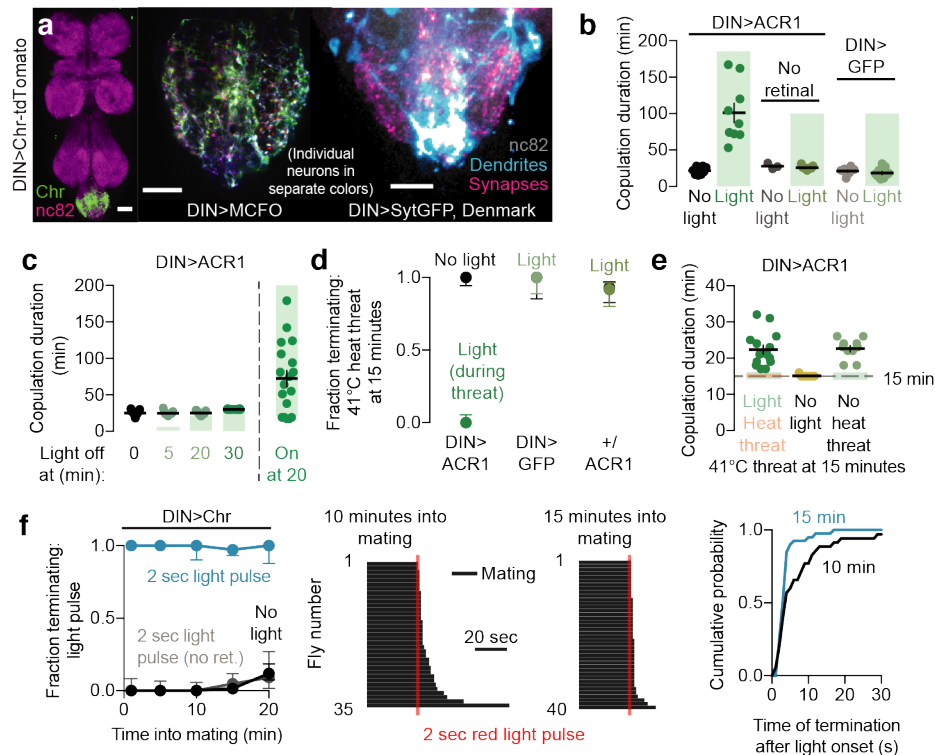 a
DIN>Chr-tdTomato
Chr
nc82
(Individual
neurons in
separate colors)
DIN>MCFO
nc82
Dendrites
Synapses
DIN>SytGFP, Denmark
b
DIN>ACR1
No
retinal
DIN>
GFP
Copulation duration (min)
200
150
100
50
0
No
light
Light
No
light
Light
No
light
Light
c
DIN>ACR1
Copulation duration
(min)
200
150
100
50
0
Light off
at (min):
0
5
20
30
On
at 20
d
Fraction terminating:
41°C heat threat
at 15 minutes
No light
Light
Light
1.0
0.5
0.0
Light
(during
threat)
DIN>
ACR1
DIN>
GFP
+/
ACR1
e
DIN>ACR1
Copulation duration (min)
40
30
20
10
0
15 min
Light
Heat
threat
No
light
No
heat
threat
41°C threat at 15 minutes
f
DIN>Chr
Fraction terminating:
light pulse
1.0
0.5
0.0
2 sec light pulse
2 sec light
pulse (no ret.)
No
light
0
10
20
Time into mating (min)
10 minutes into
mating
Fly number
1
35
Mating
20 sec
15 minutes into
mating
1
40
2 sec red light pulse
Cumulative probability
1.0
0.5
0.0
15 min
10 min
0
10
20
30
Time of termination
after light onset (s)